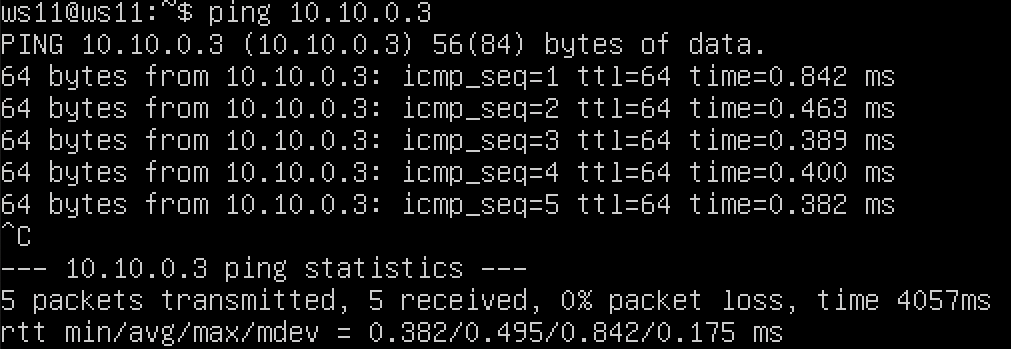 ws11@ws11:~$ ping 10.10.0.3
PING 10.10.0.3 (10.10.0.3) 56(84) bytes of data.
64 bytes from 10.10.0.3: icmp_seq=1 ttl=64 time=0.842 ms
64 bytes from 10.10.0.3: icmp_seq=2 ttl=64 time=0.463 ms
64 bytes from 10.10.0.3: icmp_seq=3 ttl=64 time=0.389 ms
64 bytes from 10.10.0.3: icmp_seq=4 ttl=64 time=0.400 ms
64 bytes from 10.10.0.3: icmp_seq=5 ttl=64 time=0.382 ms
^C
--- 10.10.0.3 ping statistics ---
5 packets transmitted, 5 received, 0% packet loss, time 4057ms
rtt min/avg/max/mdev = 0.382/0.495/0.842/0.175 ms